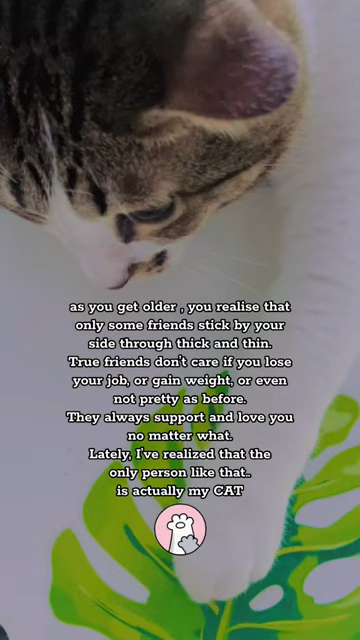 as you get older , you realise that
only some friends stick by your
side through thick and thin.
True friends don't care if you lose
your job, or gain weight, or even
not pretty as before.
They always support and love you
no matter what.
Lately, I've realized that the
only person like that..
is actually my CAT